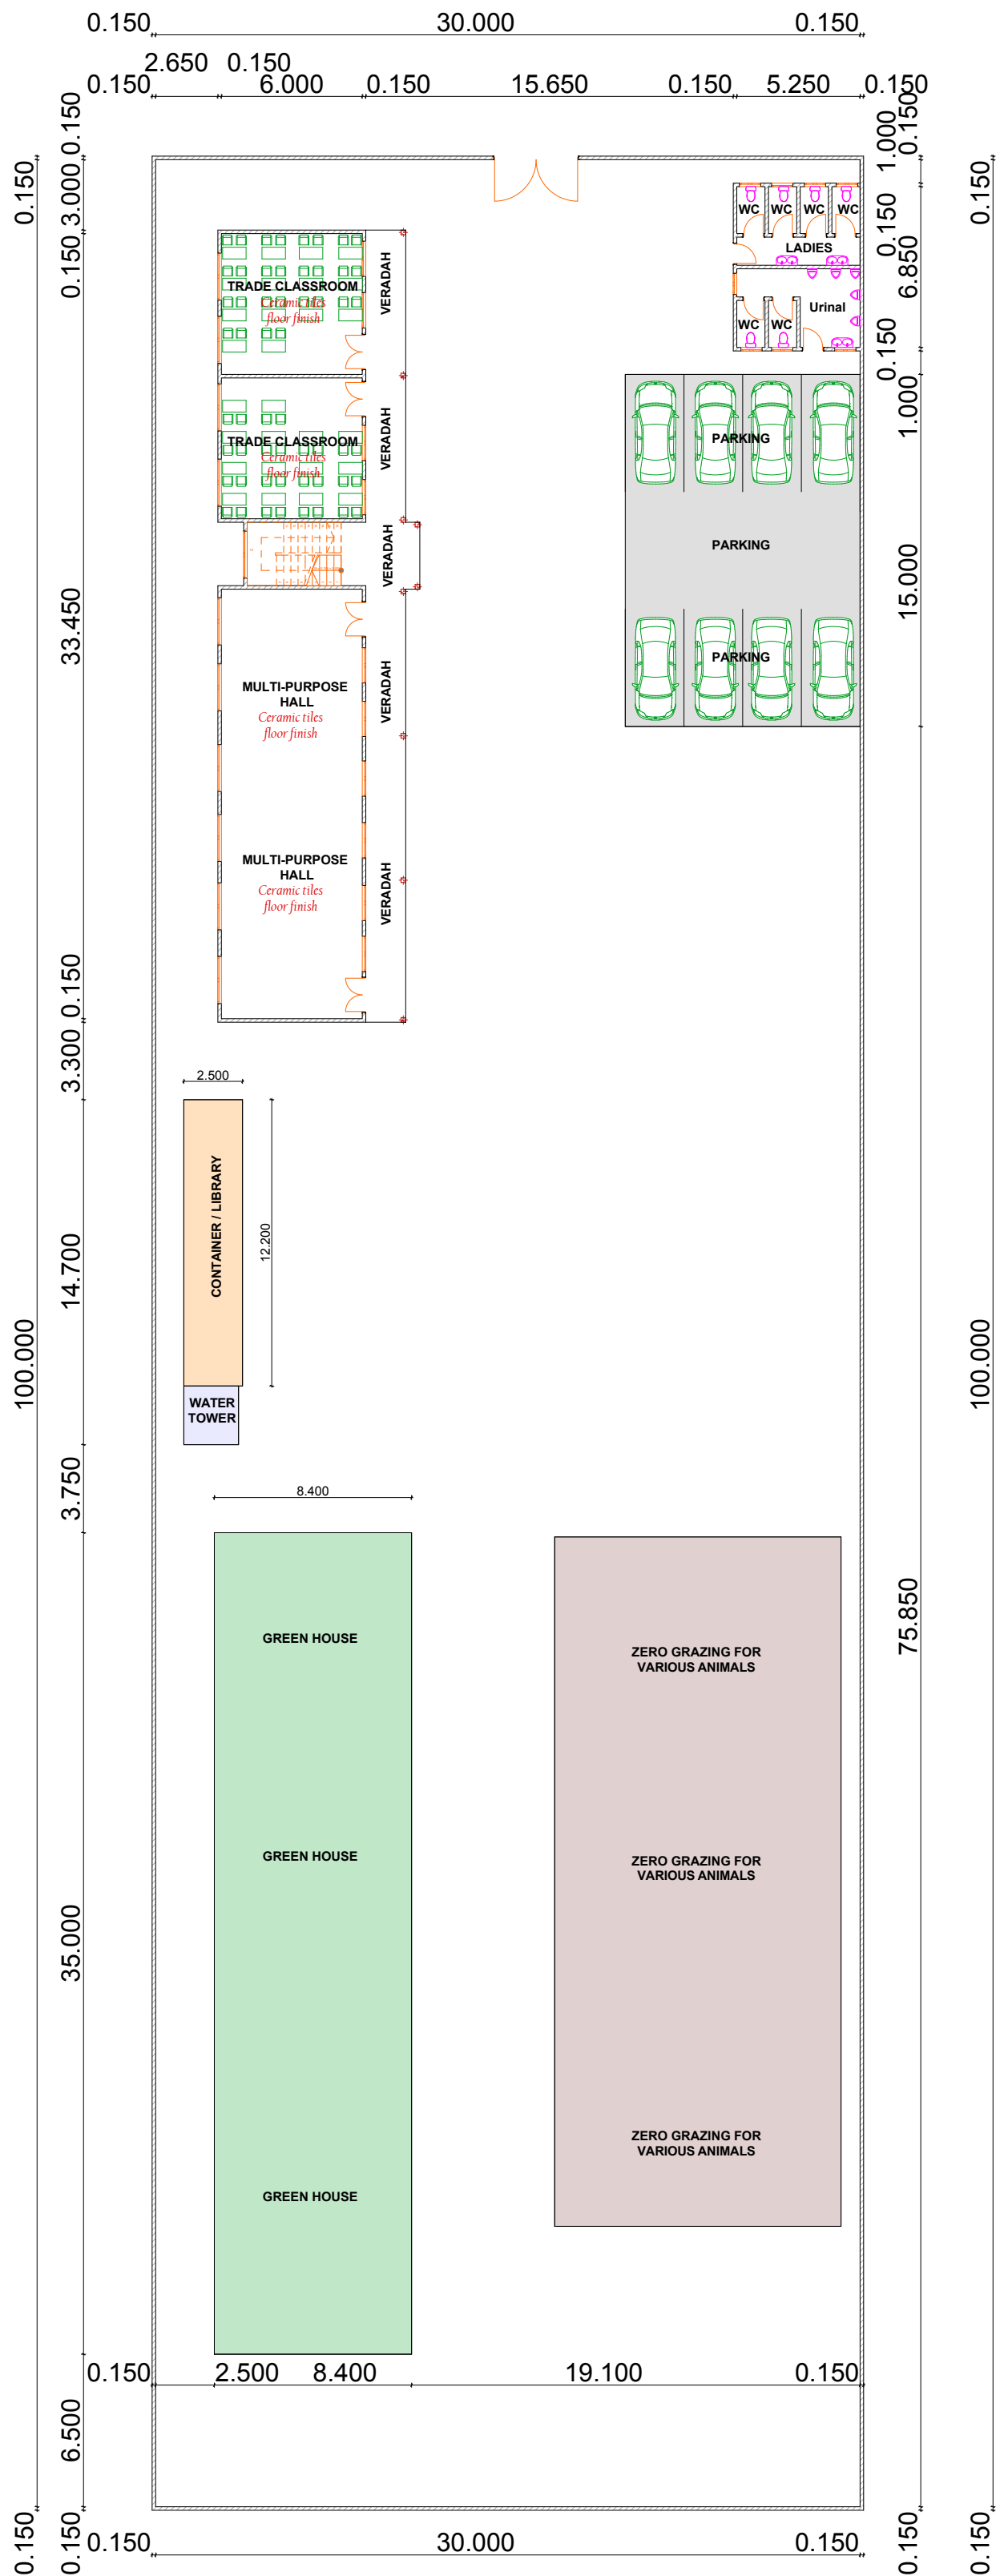 0.150 30.000 0.150
2.650 0.150
0.150 6.000 0.150 15.650 0.150 5.250 0.150
0.150
3.000
0.150
0.150
33.450
0.150
3.300
14.700
3.750
35.000
6.500
0.150
0.150
100.000
0.150
0.150
1.000
0.150
6.850
0.150
1.000
15.000
75.850
0.150
0.150
100.000
0.150
WC WC WC WC
LADIES
Urinal
WC WC
TRADE CLASSROOM
Ceramic tiles
floor finish
VERADAH
TRADE CLASSROOM
Ceramic tiles
floor finish
VERADAH
PARKING
PARKING
PARKING
VERADAH
MULTI-PURPOSE
HALL
Ceramic tiles
floor finish
VERADAH
MULTI-PURPOSE
HALL
Ceramic tiles
floor finish
VERADAH
2.500
CONTAINER / LIBRARY
12.200
WATER
TOWER
8.400
GREEN HOUSE
ZERO GRAZING FOR
VARIOUS ANIMALS
GREEN HOUSE
ZERO GRAZING FOR
VARIOUS ANIMALS
ZERO GRAZING FOR
VARIOUS ANIMALS
GREEN HOUSE
0.150 2.500 8.400 19.100 0.150
0.150 30.000 0.150